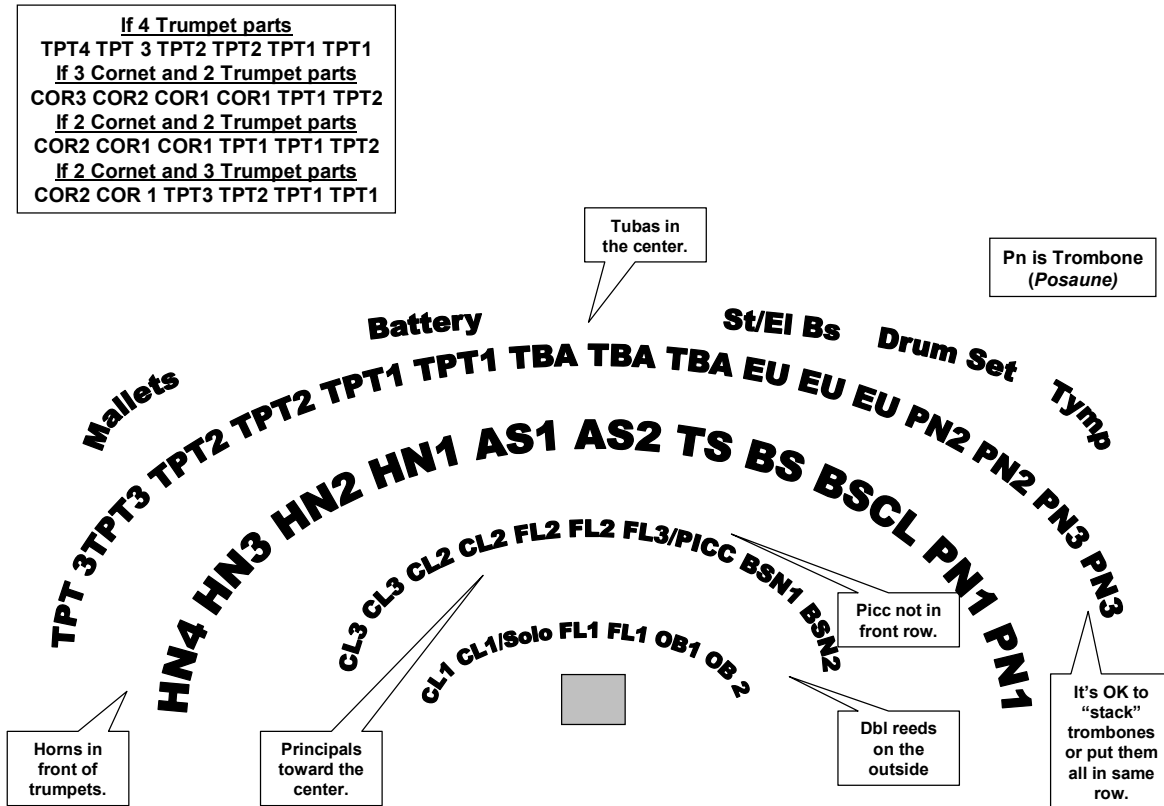 If 4 Trumpet parts
TPT4 TPT 3 TPT2 TPT2 TPT1 TPT1
If 3 Cornet and 2 Trumpet parts
COR3 COR2 COR1 COR1 TPT1 TPT2
If 2 Cornet and 2 Trumpet parts
COR2 COR1 COR1 TPT1 TPT1 TPT2
If 2 Cornet and 3 Trumpet parts
COR2 COR 1 TPT3 TPT2 TPT1 TPT1
Tubas in
the center.
Pn is Trombone
(Posaune)
Mallets
Battery
St/El Bs
Drum Set
Tymp
TPT 3TPT3 TPT2 TPT2 TPT1 TPT1 TBA TBA TBA EU EU EU PN2 PN2 PN3 PN3
HN4 HN3 HN2 HN1 AS1 AS2 TS BS BSCL PN1 PN1
CL3 CL3 CL2 CL2 FL2 FL2 FL3/PICC BSN1 BSN2
CL1 CL1/Solo FL1 FL1 OB1 OB 2
Picc not in
front row.
Horns in
front of
trumpets.
Principals
toward the
center.
Dbl reeds
on the
outside
It's OK to
“stack”
trombones
or put them
all in same
row.